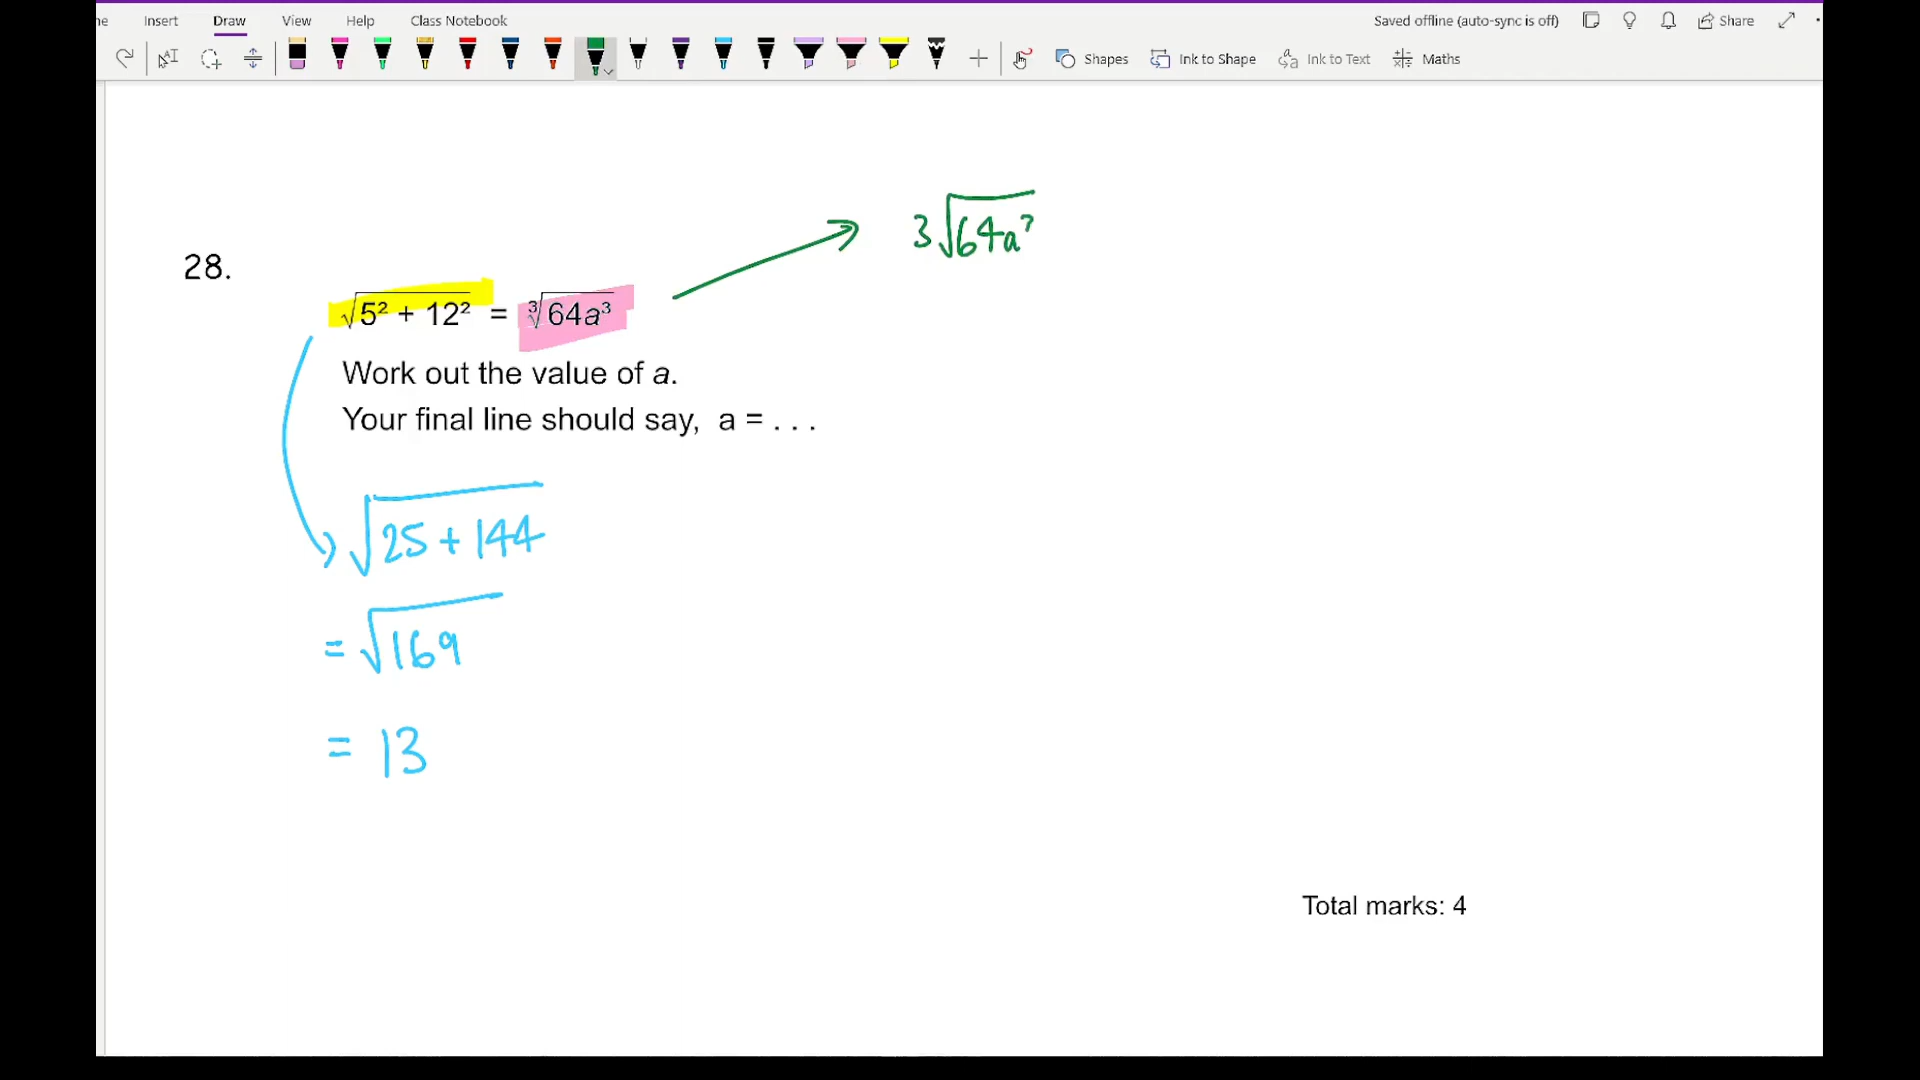 Insert Draw View Help Class Notebook Saved offline (auto-sync is off) Share
Shapes Ink to Shape Ink to Text Maths
3√64a³
28.
√5² + 12² = ³√64a³
Work out the value of a.
Your final line should say, a = . . .
√25 + 144
= √169
= 13
Total marks: 4